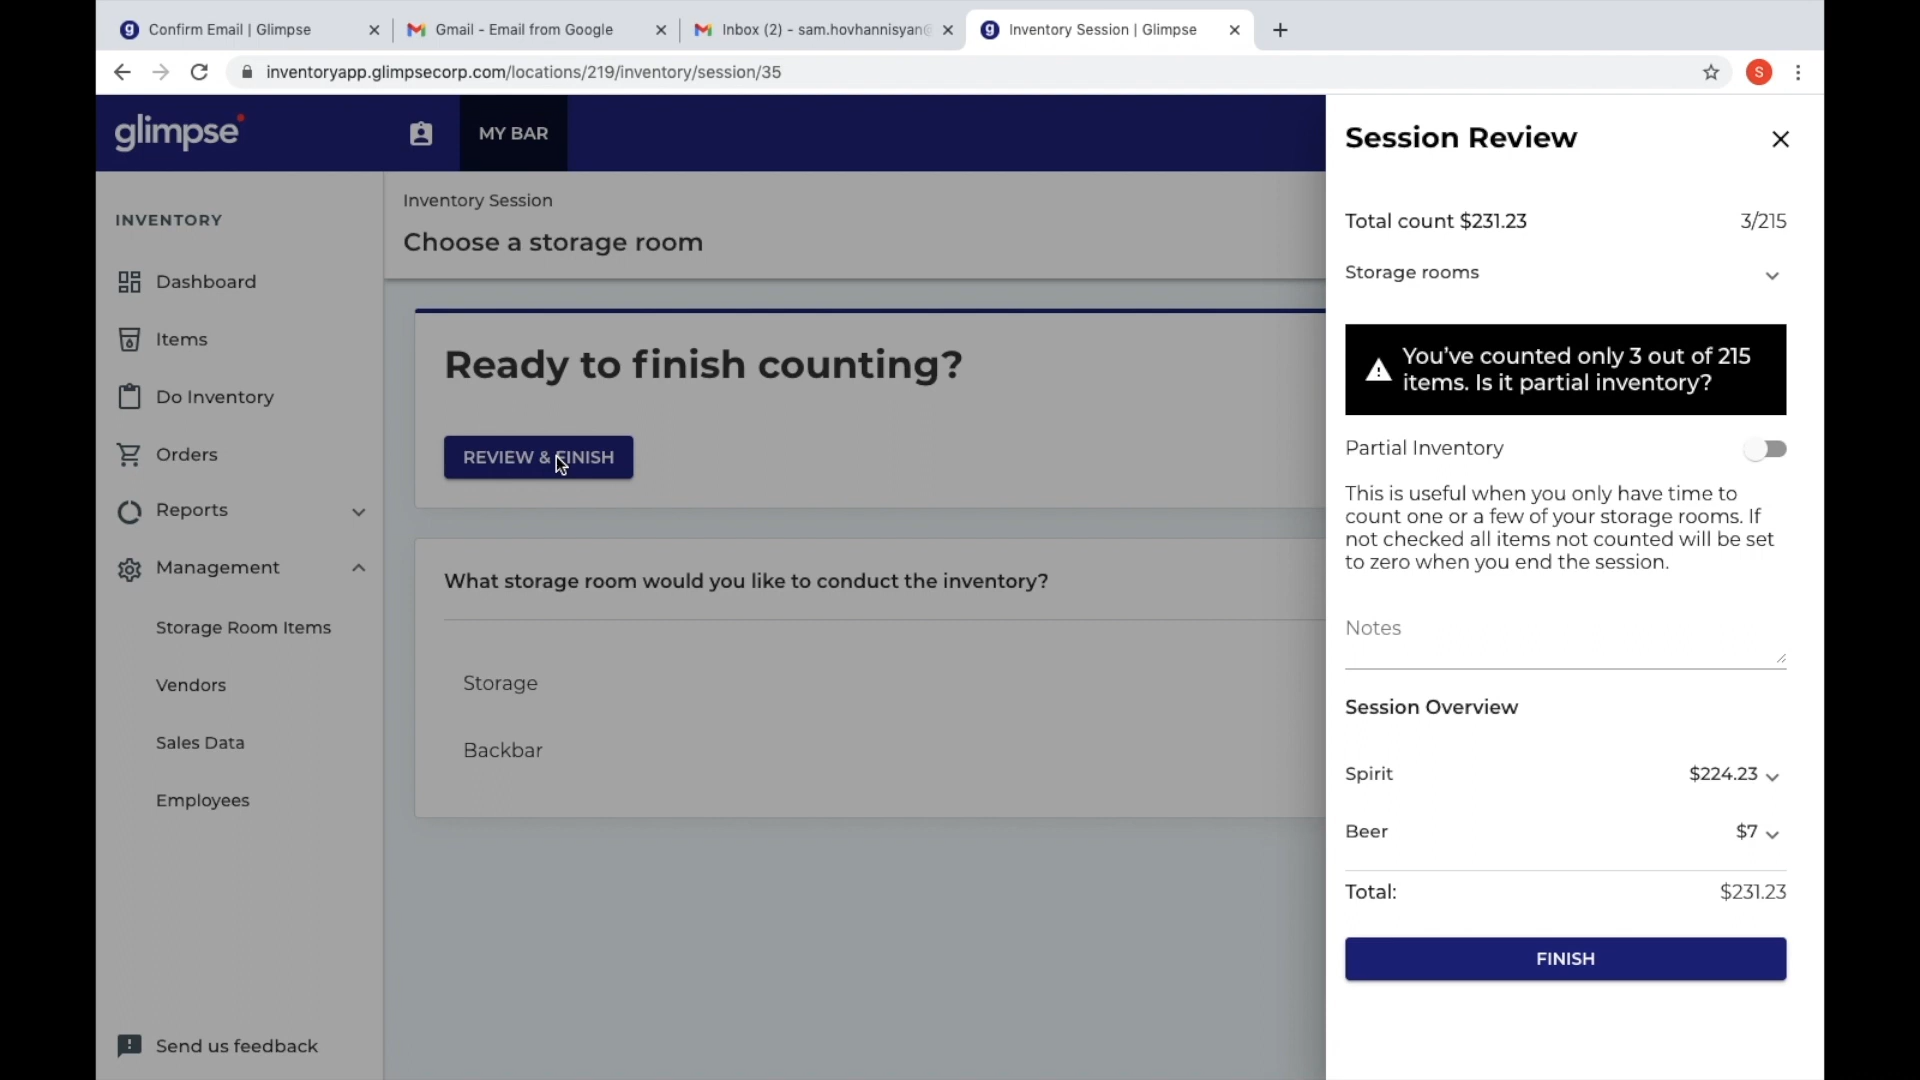 Confirm Email | Glimpse
Gmail - Email from Google
Inbox (2) - sam.hovhannisyan@
Inventory Session | Glimpse
inventoryapp.glimpsecorp.com/locations/219/inventory/session/35
S
glimpse
MY BAR
INVENTORY
Dashboard
Items
Do Inventory
Orders
Reports
Management
Storage Room Items
Vendors
Sales Data
Employees
Send us feedback
Inventory Session
Choose a storage room
Ready to finish counting?
REVIEW & FINISH
What storage room would you like to conduct the inventory?
Storage
Backbar
Session Review
Total count $231.23 3/215
Storage rooms
You've counted only 3 out of 215
items. Is it partial inventory?
Partial Inventory
This is useful when you only have time to
count one or a few of your storage rooms. If
not checked all items not counted will be set
to zero when you end the session.
Notes
Session Overview
Spirit $224.23
Beer $7
Total: $231.23
FINISH